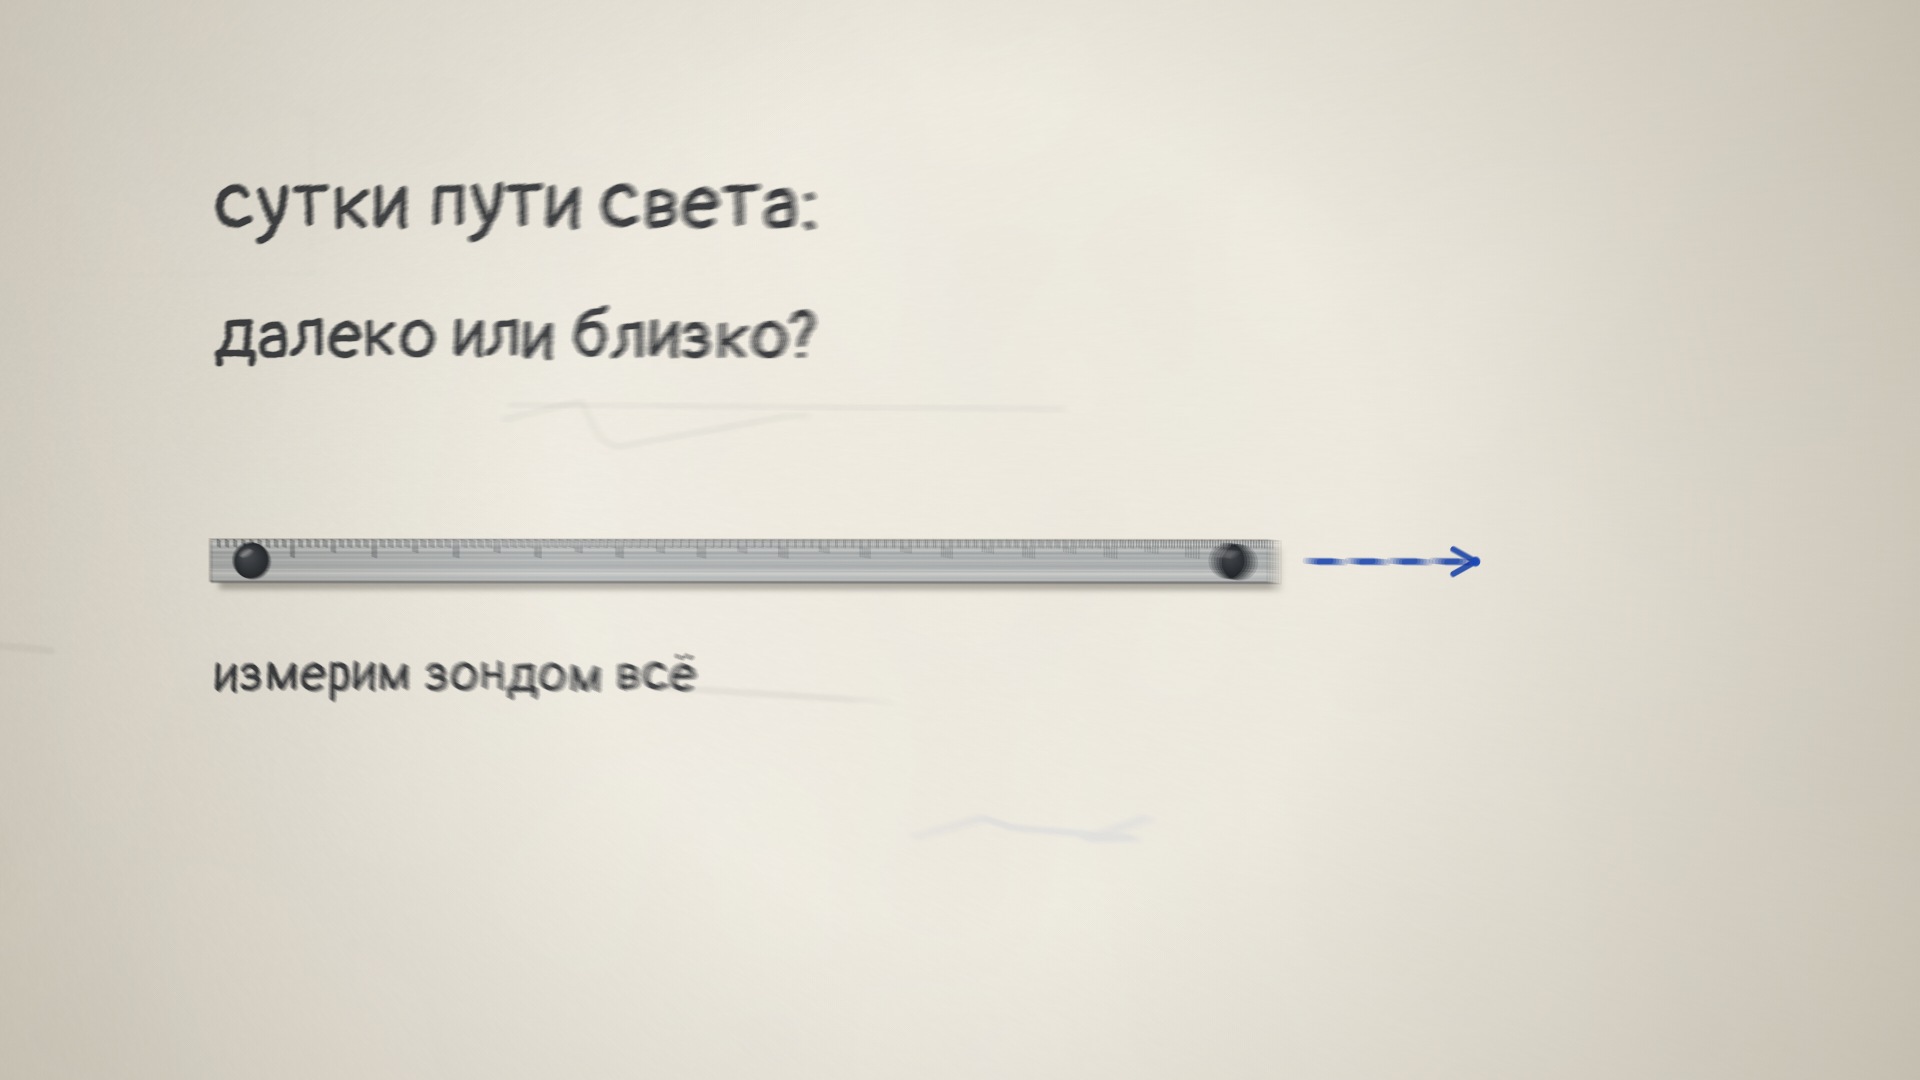 сутки пути света:
далеко или близко?
измерим зондом всё